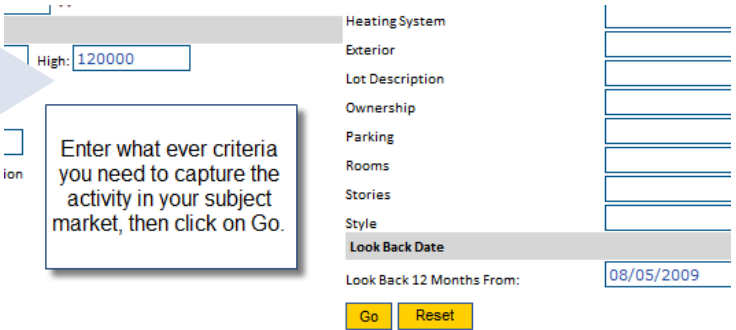 High: 120000
ion
Enter what ever criteria
you need to capture the
activity in your subject
market, then click on Go.
Heating System
Exterior
Lot Description
Ownership
Parking
Rooms
Stories
Style
Look Back Date
Look Back 12 Months From: 08/05/2009
Go Reset